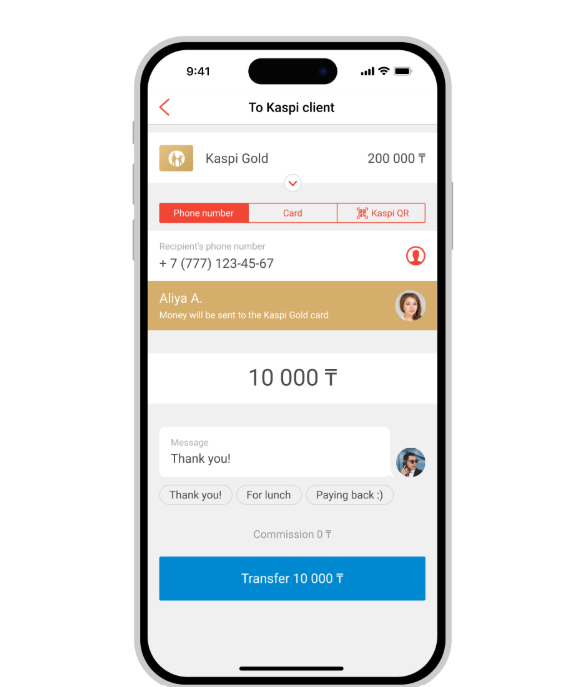 9:41
To Kaspi client
Kaspi Gold 200 000 ₸
Phone number Card Kaspi QR
Recipient's phone number
+ 7 (777) 123-45-67
Aliya A.
Money will be sent to the Kaspi Gold card
10 000 ₸
Message
Thank you!
Thank you! For lunch Paying back :)
Commission 0 ₸
Transfer 10 000 ₸